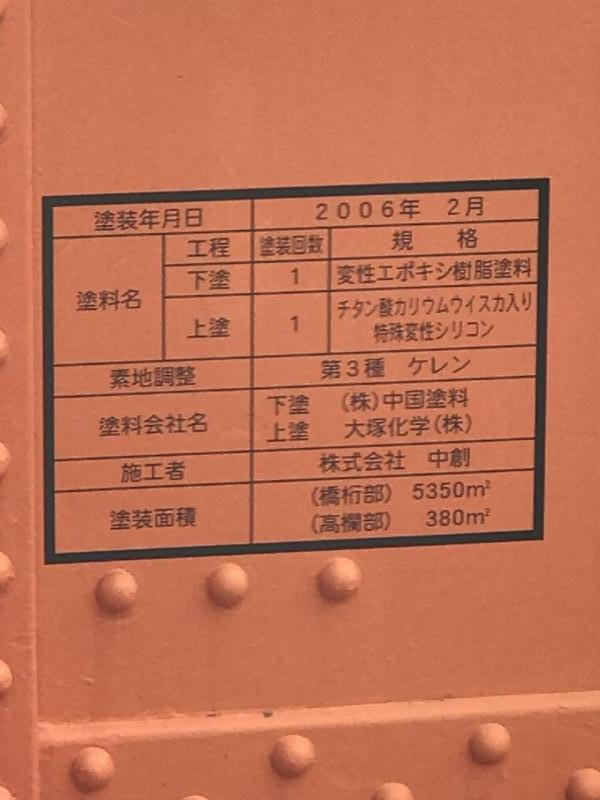 塗装年月日 2006年 2月
塗料名 工程 塗装回数 規格
下塗 1 変性エポキシ樹脂塗料
上塗 1 チタン酸カリウムウイスカ入り
特殊変性シリコン
素地調整 第3種 ケレン
塗料会社名 下塗 (株)中国塗料
上塗 大塚化学(株)
施工者 株式会社 中創
塗装面積 (橋桁部) 5350m²
(高欄部) 380m²